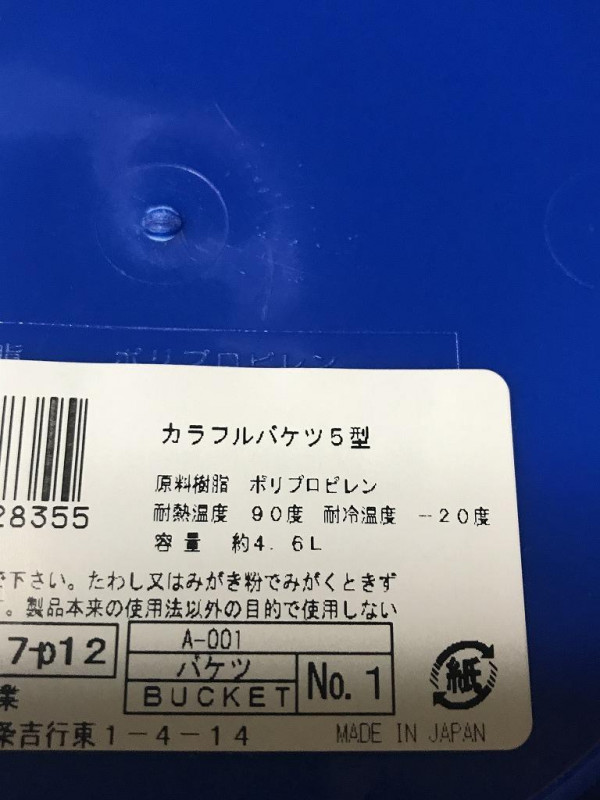 脂 ポリプロピレン
カラフルバケツ5型
原料樹脂 ポリプロピレン
耐熱温度 90度 耐冷温度 -20度
容量 約4.6L
28355
で下さい。たわし又はみがき粉でみがくときず
。製品本来の使用法以外の目的で使用しない
7-p12
A-001
バケツ
BUCKET
No.1
紙
業
条吉行東1-4-14
MADE IN JAPAN